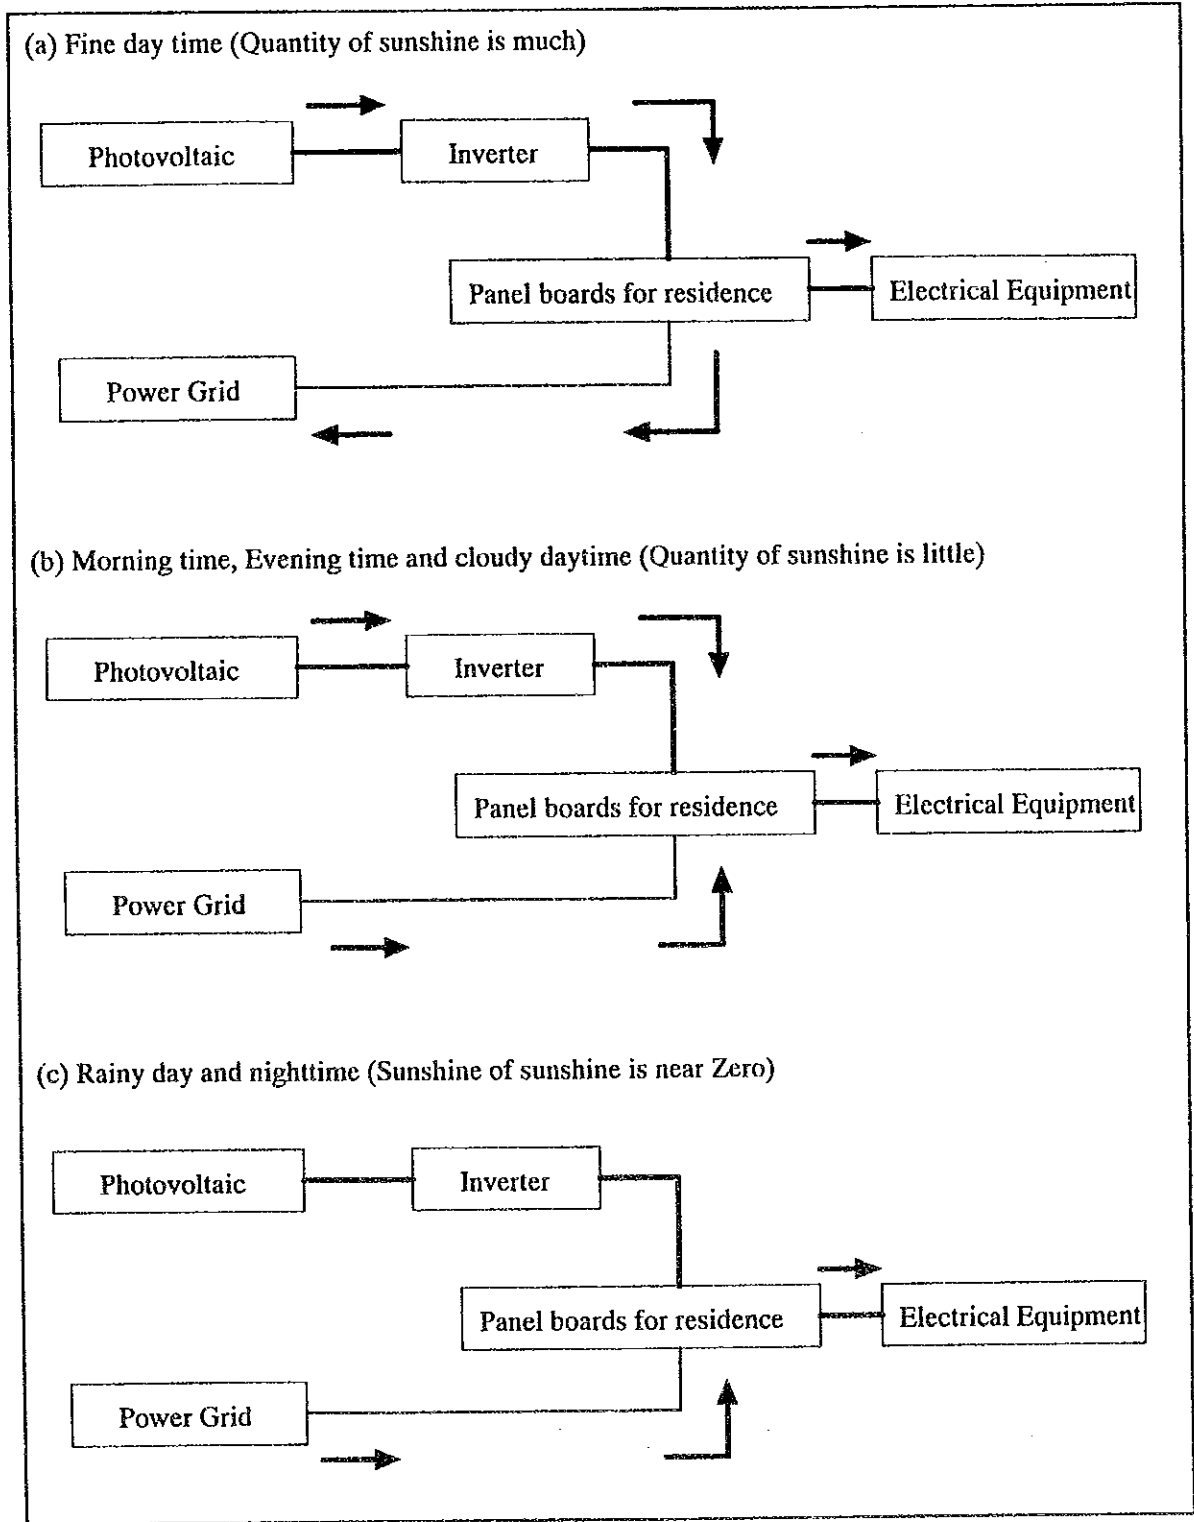 (a) Fine day time (Quantity of sunshine is much)
Photovoltaic
Inverter
Panel boards for residence
Electrical Equipment
Power Grid
(b) Morning time, Evening time and cloudy daytime (Quantity of sunshine is little)
Photovoltaic
Inverter
Panel boards for residence
Electrical Equipment
Power Grid
(c) Rainy day and nighttime (Sunshine of sunshine is near Zero)
Photovoltaic
Inverter
Panel boards for residence
Electrical Equipment
Power Grid